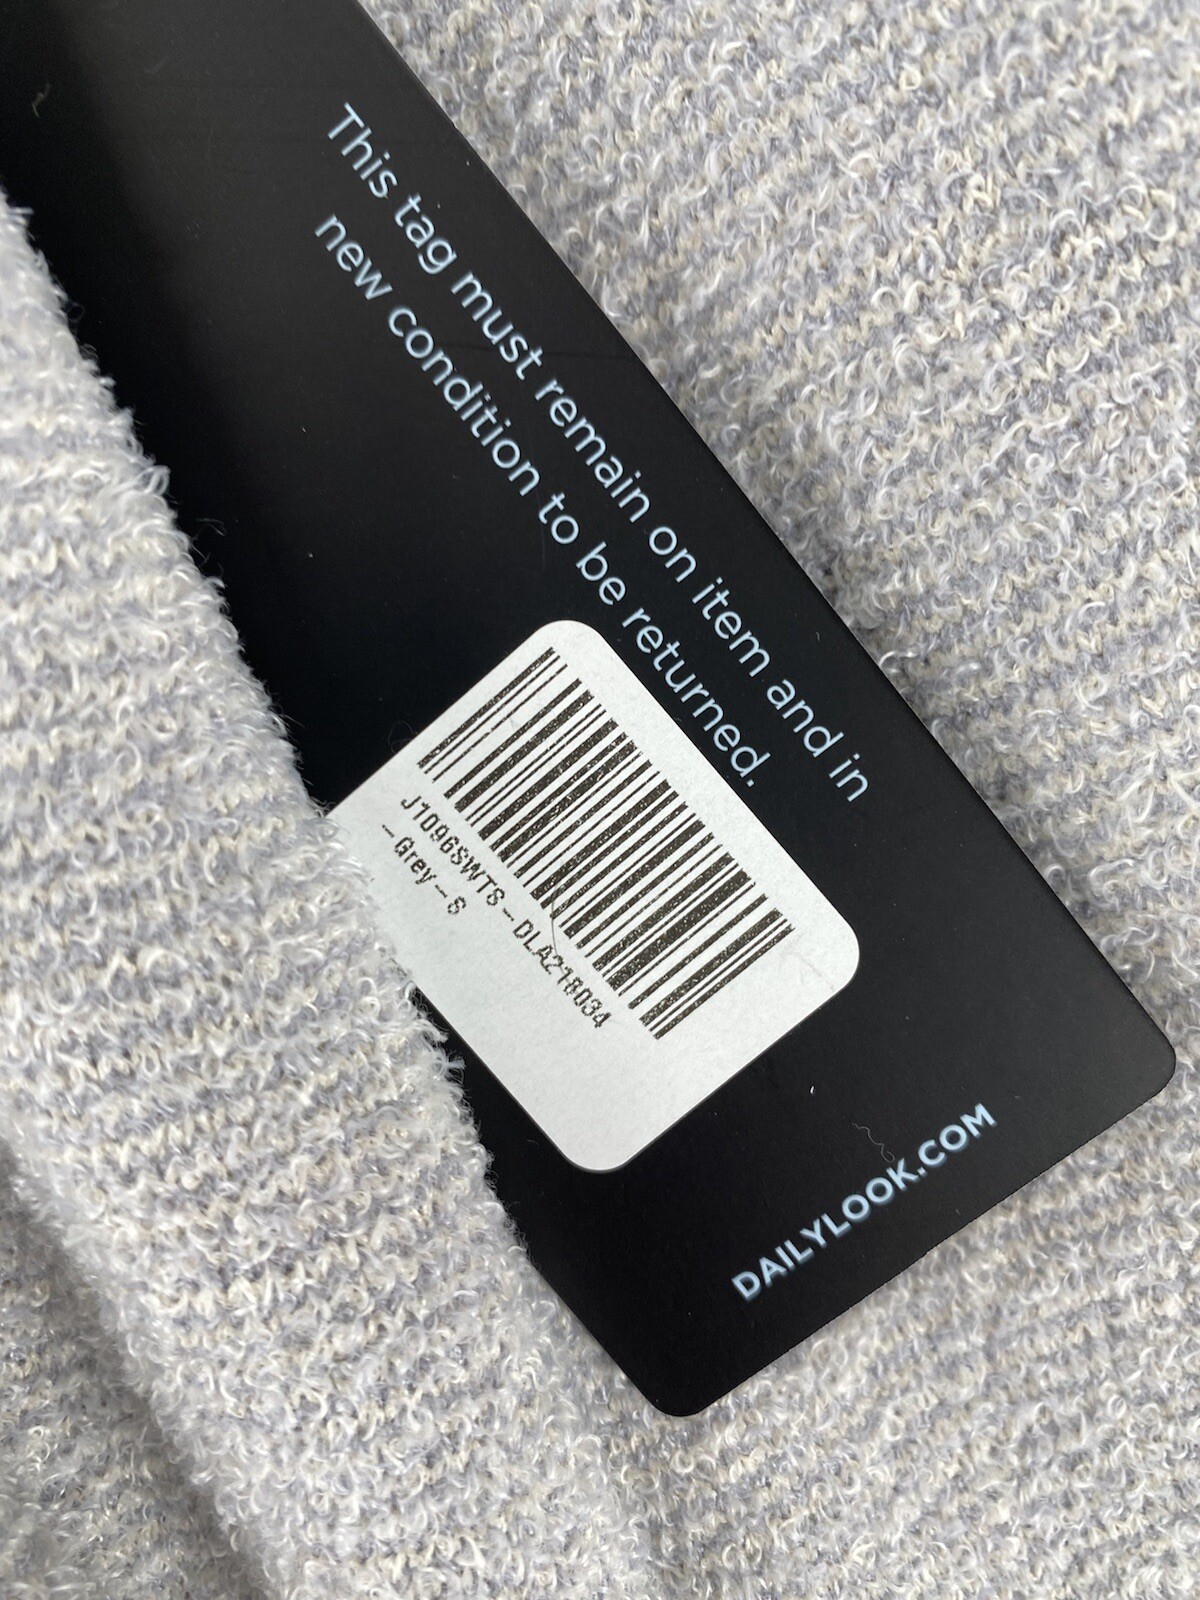 This tag must remain on item and in
new condition to be returned.
J1096SWTS-DLA218034
-Grey-S
DAILYLOOK.COM